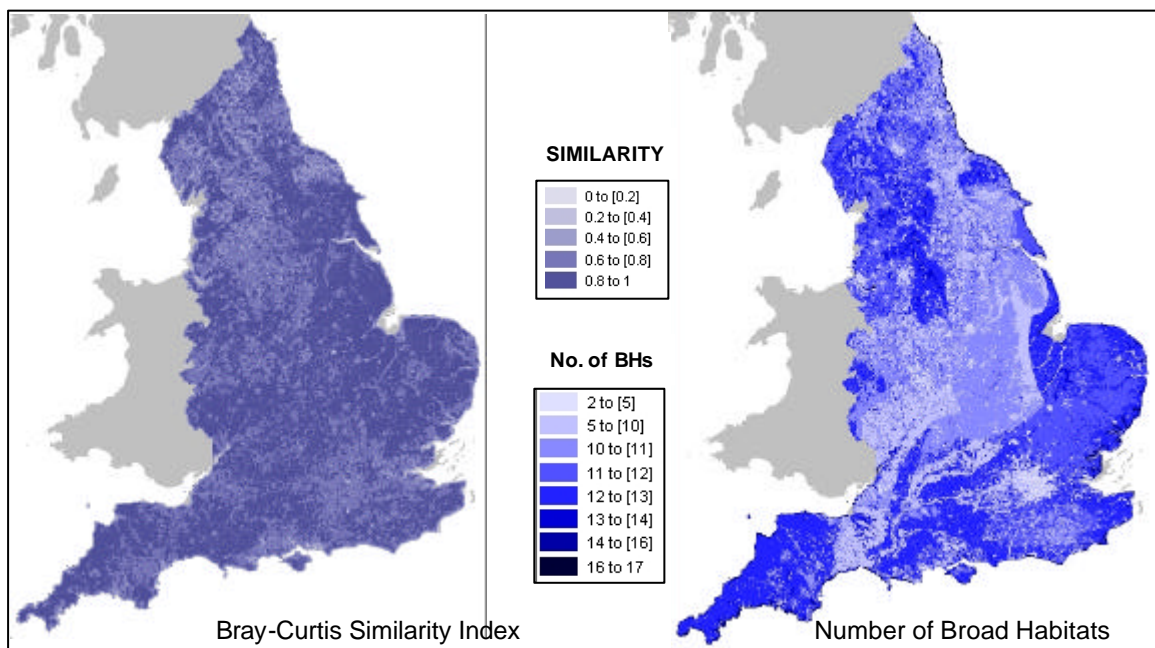 SIMILARITY
0 to [0.2]
0.2 to [0.4]
0.4 to [0.6]
0.6 to [0.8]
0.8 to 1
No. of BHs
2 to [5]
5 to [10]
10 to [11]
11 to [12]
12 to [13]
13 to [14]
14 to [16]
16 to 17
Bray-Curtis Similarity Index
Number of Broad Habitats